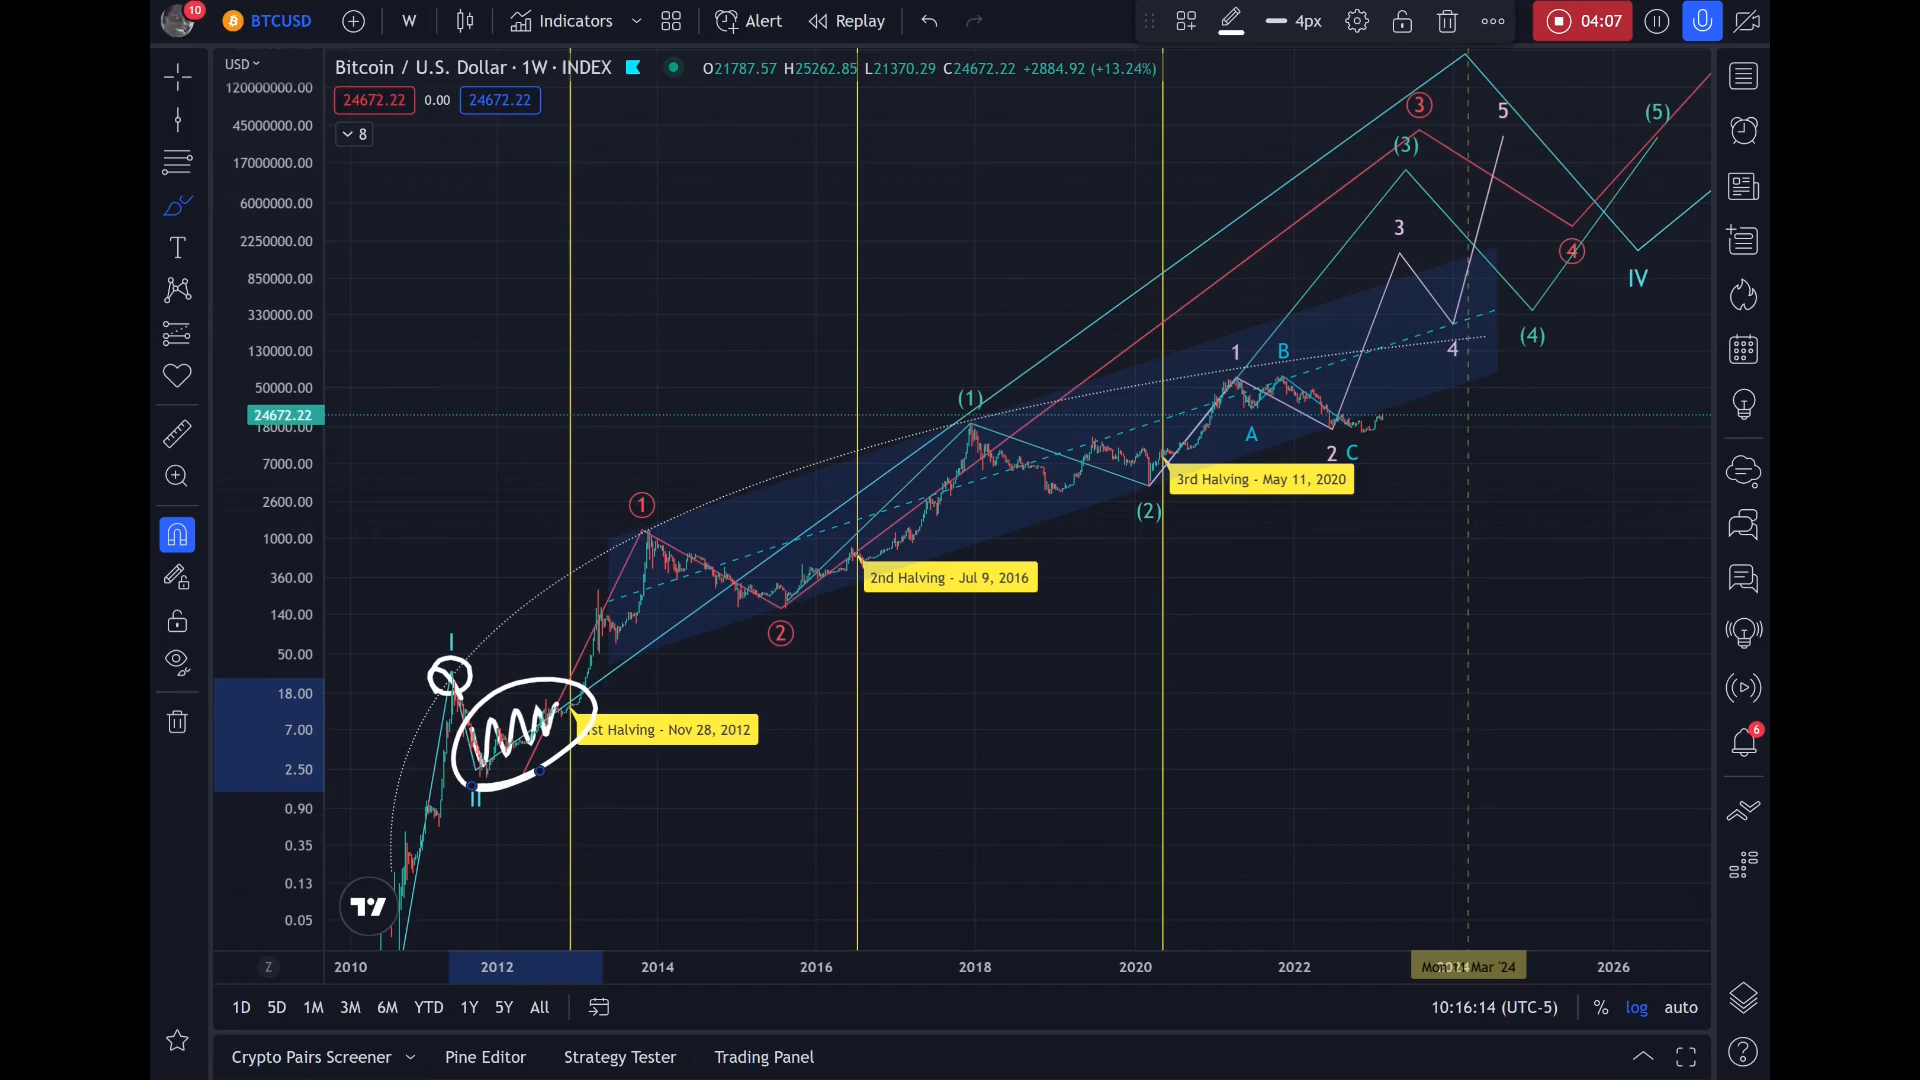 10
BTCUSD
W
Indicators
Alert
Replay
4px
04:07
USD
Bitcoin / U.S. Dollar · 1W · INDEX
O21787.57 H25262.85 L21370.29 C24672.22 +2884.92 (+13.24%)
24672.22 0.00 24672.22
8
120000000.00
45000000.00
17000000.00
6000000.00
2250000.00
850000.00
330000.00
130000.00
50000.00
24672.22
18000.00
7000.00
2600.00
1000.00
360.00
140.00
50.00
18.00
7.00
2.50
0.90
0.35
0.13
0.05
3
5
(5)
(3)
3
4
IV
(4)
1
B
4
(1)
A
2 C
3rd Halving - May 11, 2020
1
(2)
2nd Halving - Jul 9, 2016
2
I
1st Halving - Nov 28, 2012
II
6
Z
2010
2012
2014
2016
2018
2020
2022
2024
Mon 11 Mar '24
2026
1D 5D 1M 3M 6M YTD 1Y 5Y All
10:16:14 (UTC-5)
% log auto
Crypto Pairs Screener
Pine Editor
Strategy Tester
Trading Panel